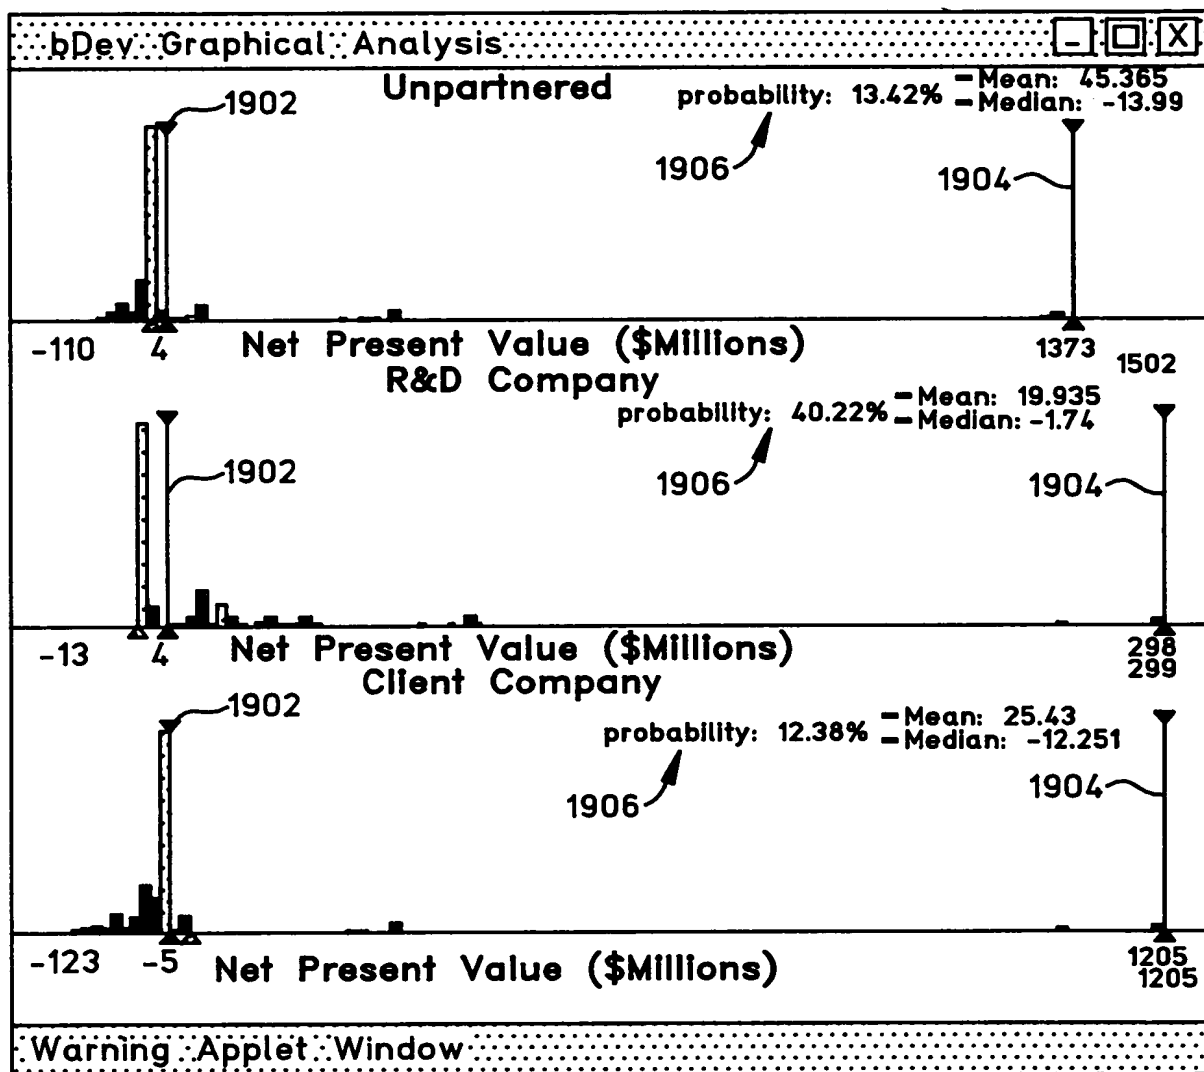 bDev Graphical Analysis
_ X
Unpartnered
1902
probability: 13.42%
Mean: 45.365
Median: -13.99
1906
1904
-110 4 Net Present Value ($Millions) 1373 1502
R&D Company
probability: 40.22%
Mean: 19.935
Median: -1.74
1902
1906
1904
-13 4 Net Present Value ($Millions) 298
299
Client Company
1902
probability: 12.38%
Mean: 25.43
Median: -12.251
1906
1904
-123 -5 Net Present Value ($Millions) 1205
1205
Warning Applet Window